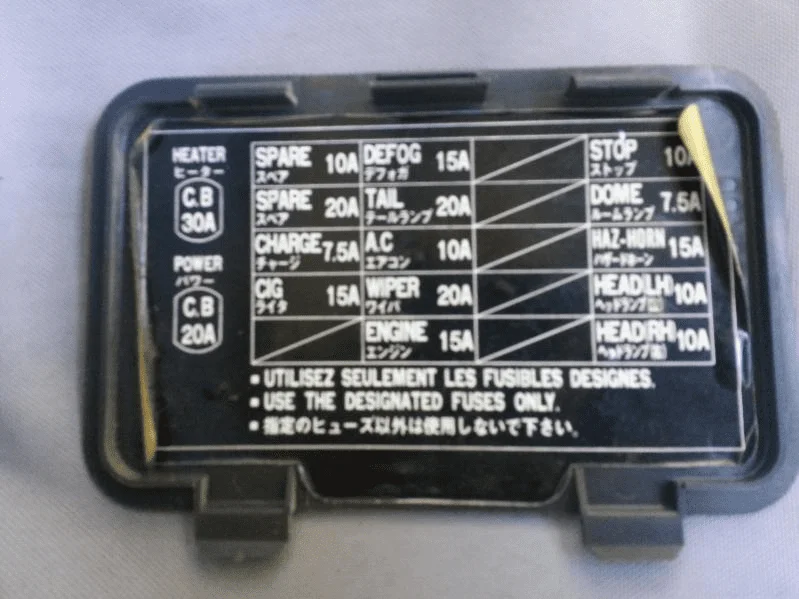 HEATER
ヒーター
C.B
30A
POWER
パワー
C.B
20A
SPARE 10A
スペア
SPARE 20A
スペア
CHARGE 7.5A
チャージ
CIG 15A
ライタ
DEFOG 15A
デフォガ
TAIL 20A
テールランプ
A.C 10A
エアコン
WIPER 20A
ワイパ
ENGINE 15A
エンジン
STOP 10A
ストップ
DOME 7.5A
ルームランプ
HAZ-HORN 15A
ハザードホーン
HEAD(LH) 10A
ヘッドランプ
HEAD(RH) 10A
ヘッドランプ
▪ UTILISEZ SEULEMENT LES FUSIBLES DESIGNES.
▪ USE THE DESIGNATED FUSES ONLY.
▪ 指定のヒューズ以外は使用しないで下さい。